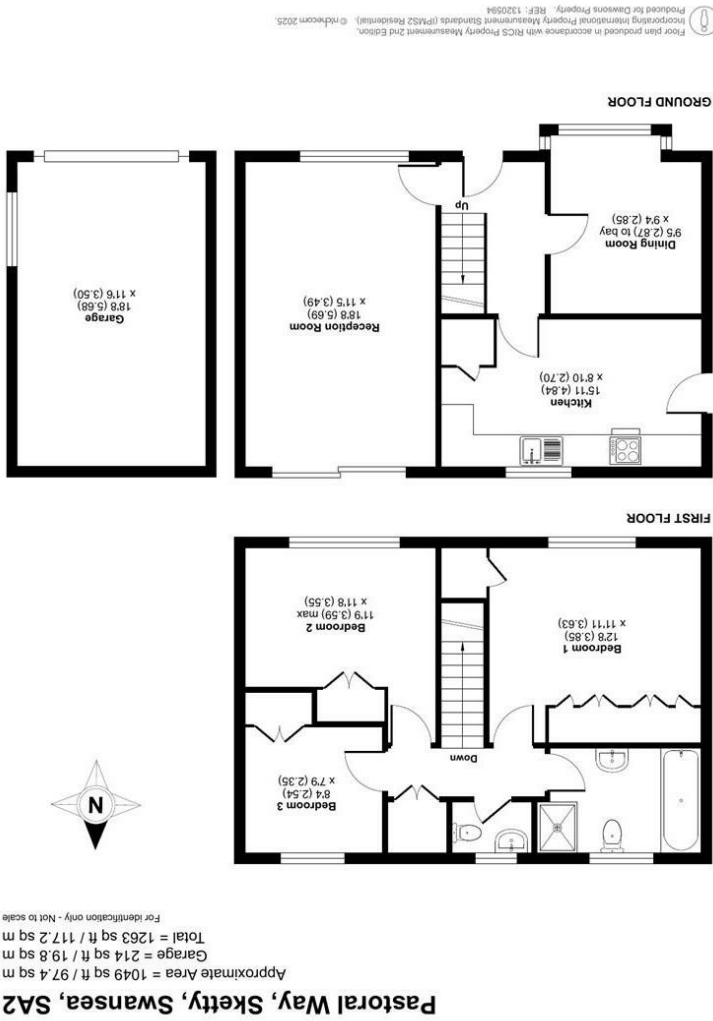 Pastoral Way, Sketty, Swansea, SA2
Approximate Area = 1049 sq ft / 97.4 sq m
Garage = 214 sq ft / 19.8 sq m
Total = 1263 sq ft / 117.2 sq m
For identification only - Not to scale
N
Down
Bedroom 3
8'4 (2.54)
x 7'9 (2.35)
Bedroom 1
12'8 (3.85)
x 11'11 (3.63)
Bedroom 2
11'9 (3.59) max
x 11'8 (3.55)
FIRST FLOOR
Kitchen
15'11 (4.84)
x 8'10 (2.70)
Reception Room
18'8 (5.69)
x 11'5 (3.49)
Garage
18'8 (5.68)
x 11'6 (3.50)
Dining Room
9'5 (2.87) to bay
x 9'4 (2.85)
Up
GROUND FLOOR
Floor plan produced in accordance with RICS Property Measurement 2nd Edition,
Incorporating International Property Measurement Standards (IPMS2 Residential). © nichecom 2025.
Produced for Dawsons Property. REF: 1320594